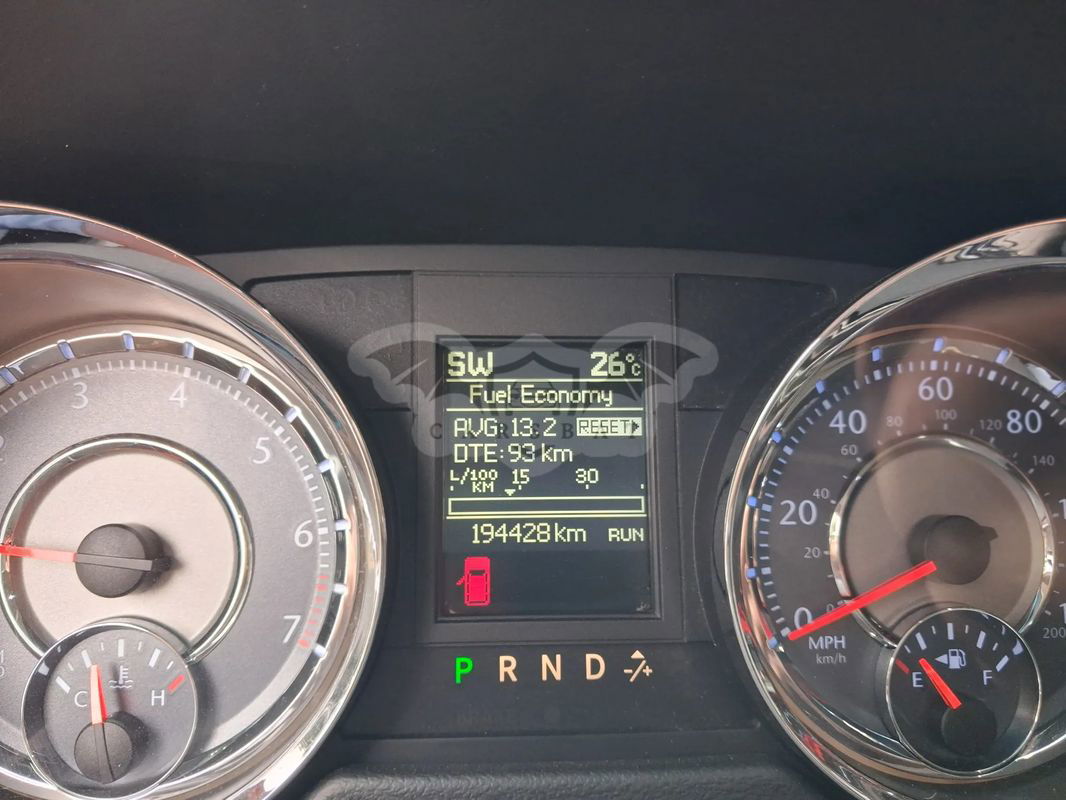 SW 26°C
Fuel Economy
AVG: 13.2 RESET
DTE: 93 km
L/100 KM 15 30
194428 km RUN
P R N D -/+
3 4 5 6 7
C H
0 20 40 60 80
20 40 60 80 100 120 140 200
MPH
km/h
E F